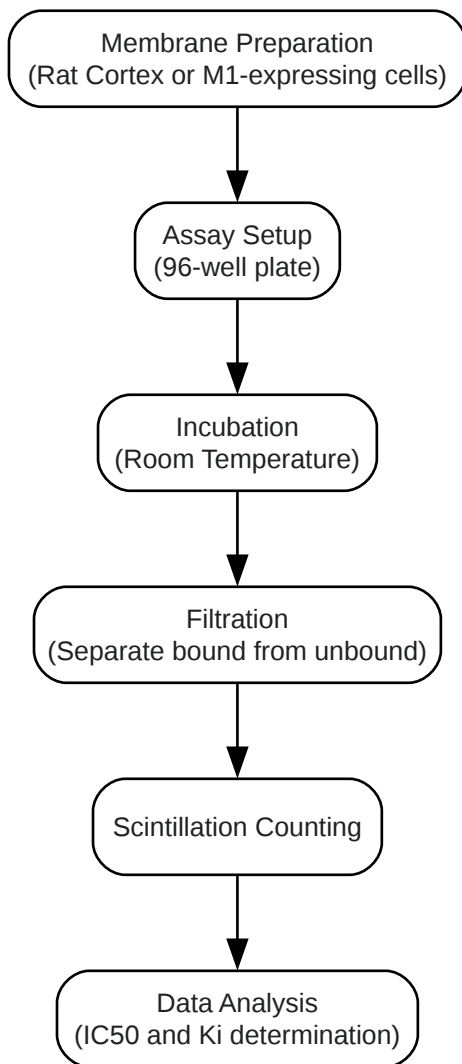 Membrane Preparation
(Rat Cortex or M1-expressing cells)
Assay Setup
(96-well plate)
Incubation
(Room Temperature)
Filtration
(Separate bound from unbound)
Scintillation Counting
Data Analysis
(IC50 and Ki determination)